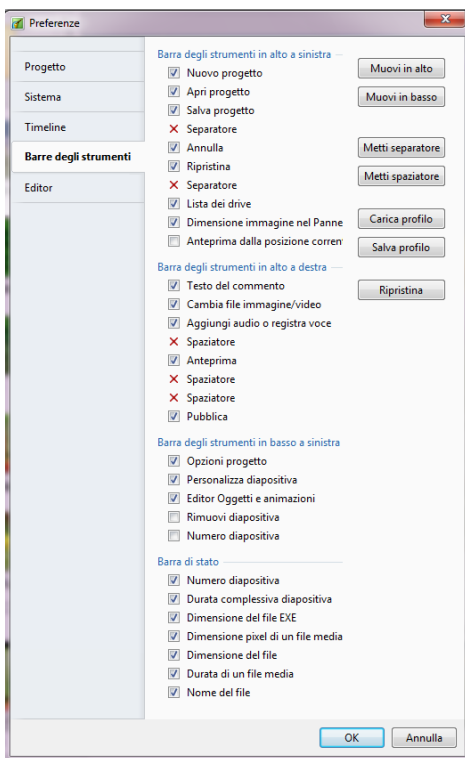 Preferenze
Progetto
Sistema
Timeline
Barre degli strumenti
Editor
Barra degli strumenti in alto a sinistra
Nuovo progetto
Apri progetto
Salva progetto
Separatore
Annulla
Ripristina
Separatore
Lista dei drive
Dimensione immagine nel Panne
Anteprima dalla posizione corren
Barra degli strumenti in alto a destra
Testo del commento
Cambia file immagine/video
Aggiungi audio o registra voce
Spaziatore
Anteprima
Spaziatore
Spaziatore
Pubblica
Barra degli strumenti in basso a sinistra
Opzioni progetto
Personalizza diapositiva
Editor Oggetti e animazioni
Rimuovi diapositiva
Numero diapositiva
Barra di stato
Numero diapositiva
Durata complessiva diapositiva
Dimensione del file EXE
Dimensione pixel di un file media
Dimensione del file
Durata di un file media
Nome del file
Muovi in alto
Muovi in basso
Metti separatore
Metti spaziatore
Carica profilo
Salva profilo
Ripristina
OK
Annulla